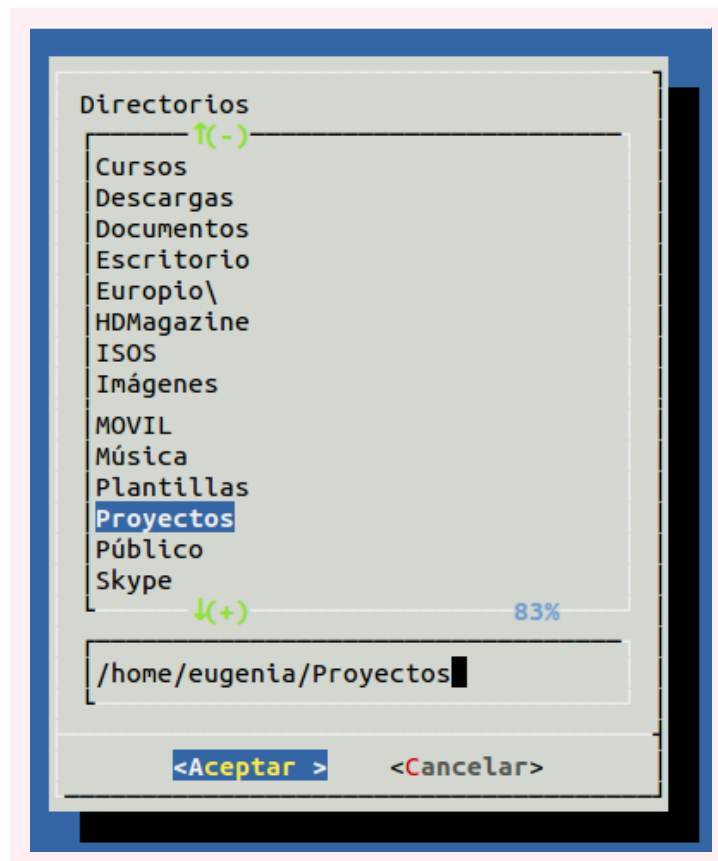 Directorios
↑(-)
Cursos
Descargas
Documentos
Escritorio
Europio\
HDMagazine
ISOS
Imágenes
MOVIL
Música
Plantillas
Proyectos
Público
Skype
↓(+) 83%
/home/eugenia/Proyectos
<Aceptar > <Cancelar>